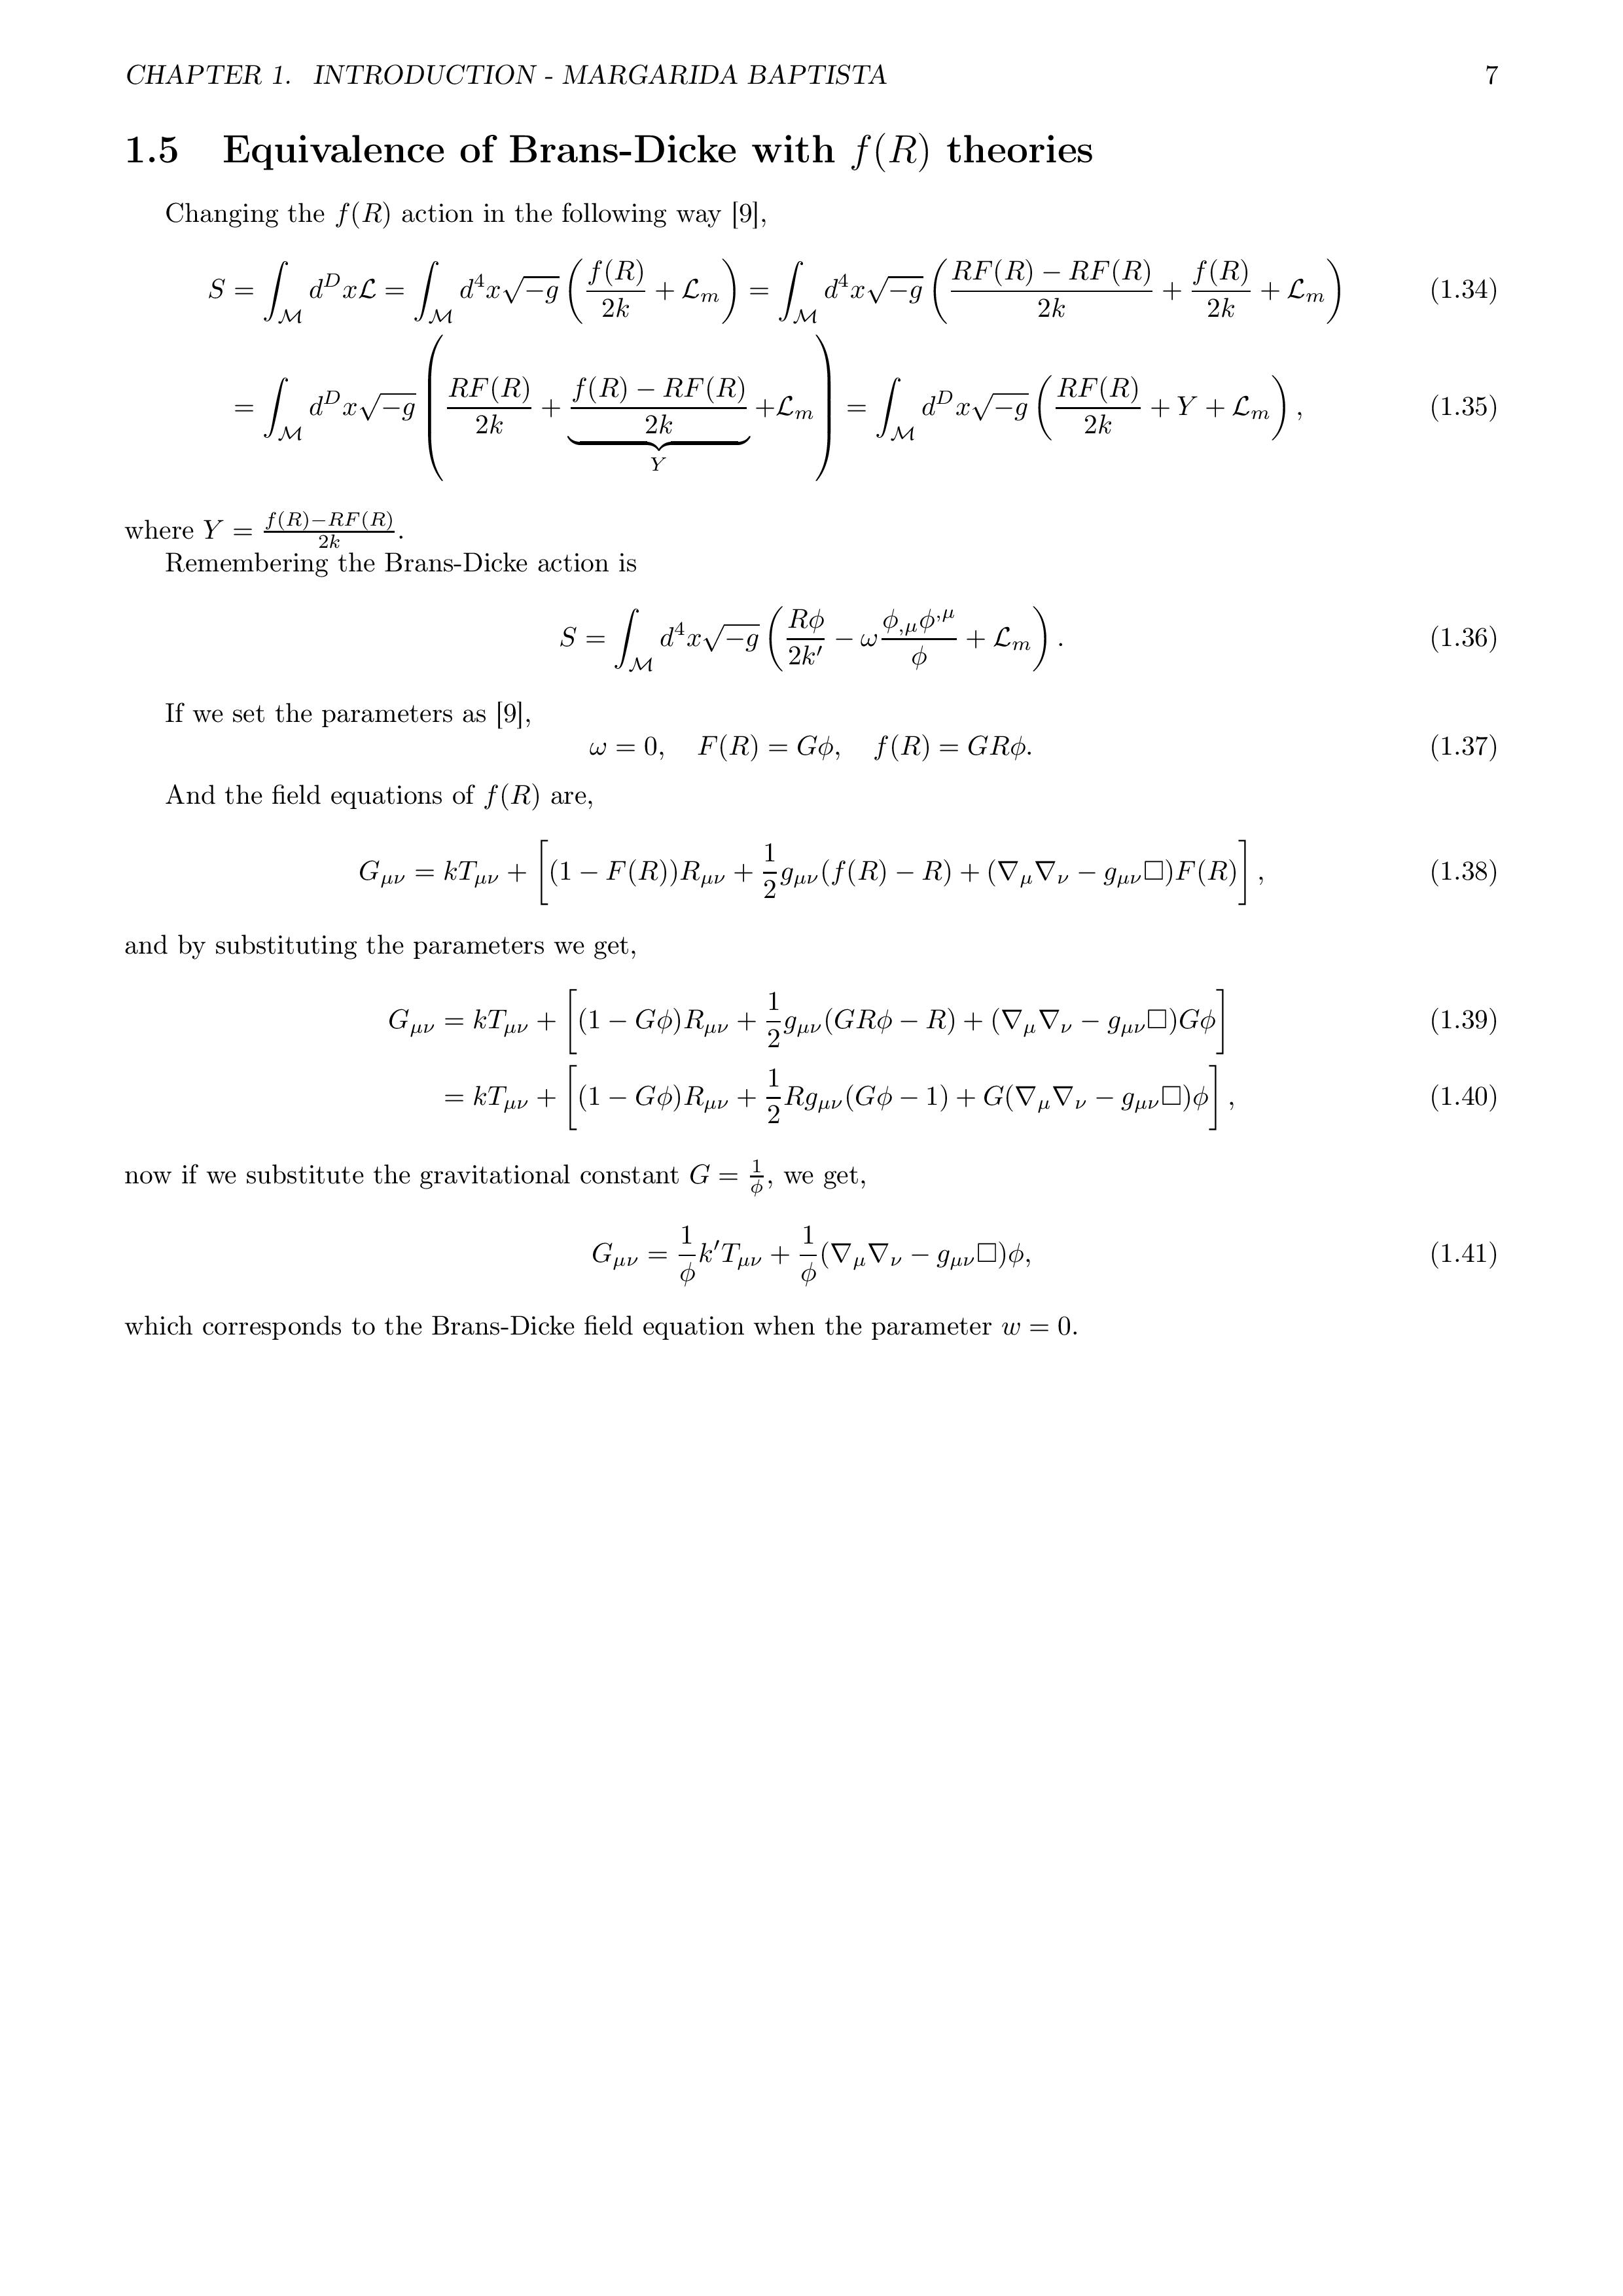 CHAPTER 1. INTRODUCTION - MARGARIDA BAPTISTA 7
1.5 Equivalence of Brans-Dicke with $f(R)$ theories
Changing the $f(R)$ action in the following way [9],
$S = \int_{\mathcal{M}} d^D x \mathcal{L} = \int_{\mathcal{M}} d^4 x \sqrt{-g} \left( \frac{f(R)}{2k} + \mathcal{L}_m \right) = \int_{\mathcal{M}} d^4 x \sqrt{-g} \left( \frac{RF(R) - RF(R)}{2k} + \frac{f(R)}{2k} + \mathcal{L}_m \right)$ (1.34)
$= \int_{\mathcal{M}} d^D x \sqrt{-g} \left( \frac{RF(R)}{2k} + \underbrace{\frac{f(R) - RF(R)}{2k}}_{Y} + \mathcal{L}_m \right) = \int_{\mathcal{M}} d^D x \sqrt{-g} \left( \frac{RF(R)}{2k} + Y + \mathcal{L}_m \right),$ (1.35)
where $Y = \frac{f(R) - RF(R)}{2k}$.
Remembering the Brans-Dicke action is
$S = \int_{\mathcal{M}} d^4 x \sqrt{-g} \left( \frac{R\phi}{2k'} - \omega \frac{\phi_{,\mu} \phi^{,\mu}}{\phi} + \mathcal{L}_m \right).$ (1.36)
If we set the parameters as [9],
$\omega = 0, \quad F(R) = G\phi, \quad f(R) = GR\phi.$ (1.37)
And the field equations of $f(R)$ are,
$G_{\mu\nu} = kT_{\mu\nu} + \left[ (1 - F(R))R_{\mu\nu} + \frac{1}{2} g_{\mu\nu}(f(R) - R) + (\nabla_\mu \nabla_\nu - g_{\mu\nu} \square)F(R) \right],$ (1.38)
and by substituting the parameters we get,
$G_{\mu\nu} = kT_{\mu\nu} + \left[ (1 - G\phi)R_{\mu\nu} + \frac{1}{2} g_{\mu\nu}(GR\phi - R) + (\nabla_\mu \nabla_\nu - g_{\mu\nu} \square)G\phi \right]$ (1.39)
$= kT_{\mu\nu} + \left[ (1 - G\phi)R_{\mu\nu} + \frac{1}{2} Rg_{\mu\nu}(G\phi - 1) + G(\nabla_\mu \nabla_\nu - g_{\mu\nu} \square)\phi \right],$ (1.40)
now if we substitute the gravitational constant $G = \frac{1}{\phi}$, we get,
$G_{\mu\nu} = \frac{1}{\phi} k' T_{\mu\nu} + \frac{1}{\phi} (\nabla_\mu \nabla_\nu - g_{\mu\nu} \square)\phi,$ (1.41)
which corresponds to the Brans-Dicke field equation when the parameter $w = 0$.